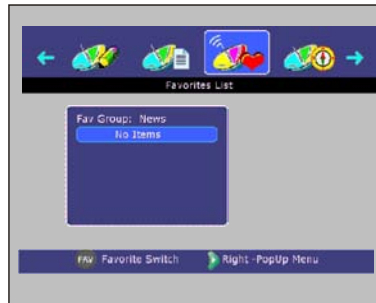 Favorites List
Fav Group: News
No Items
FAV Favorite Switch Right -PopUp Menu